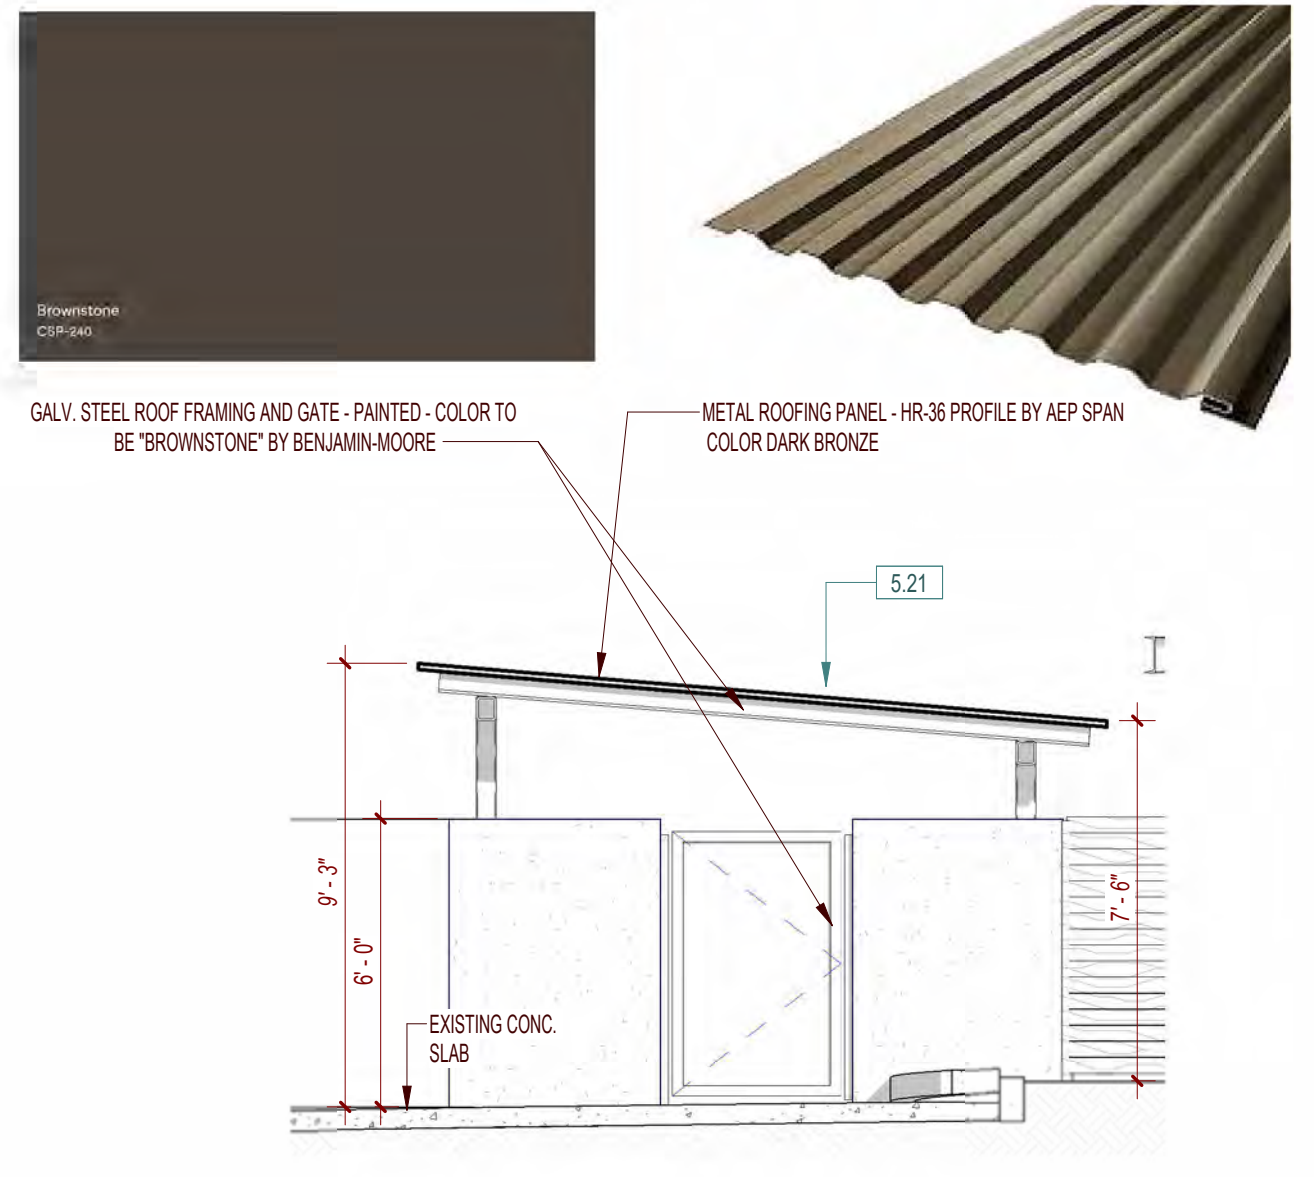 Brownstone
CSP-240
GALV. STEEL ROOF FRAMING AND GATE - PAINTED - COLOR TO
BE "BROWNSTONE" BY BENJAMIN-MOORE
METAL ROOFING PANEL - HR-36 PROFILE BY AEP SPAN
COLOR DARK BRONZE
5.21
9' - 3"
6' - 0"
7' - 6"
EXISTING CONC.
SLAB